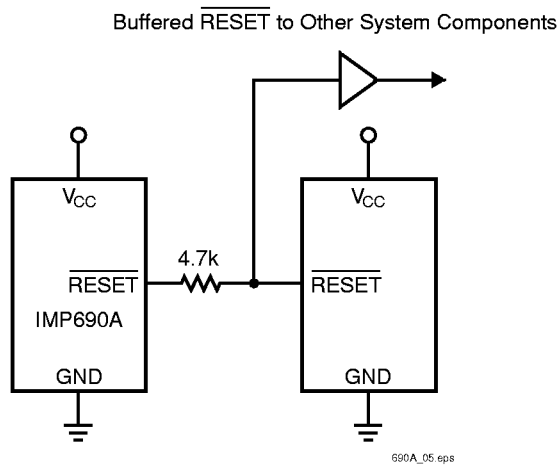 Buffered RESET to Other System Components
VCC
VCC
4.7k
RESET
RESET
IMP690A
GND
GND
690A_05.eps